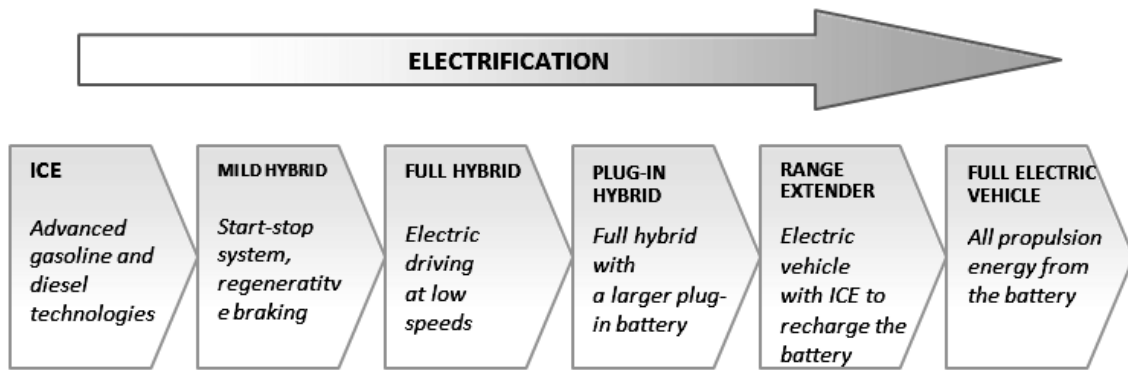 ELECTRIFICATION
ICE
Advanced
gasoline and
diesel
technologies
MILD HYBRID
Start-stop
system,
regeneratitv
e braking
FULL HYBRID
Electric
driving
at low
speeds
PLUG-IN
HYBRID
Full hybrid
with
a larger plug-
in battery
RANGE
EXTENDER
Electric
vehicle
with ICE to
recharge the
battery
FULL ELECTRIC
VEHICLE
All propulsion
energy from
the battery